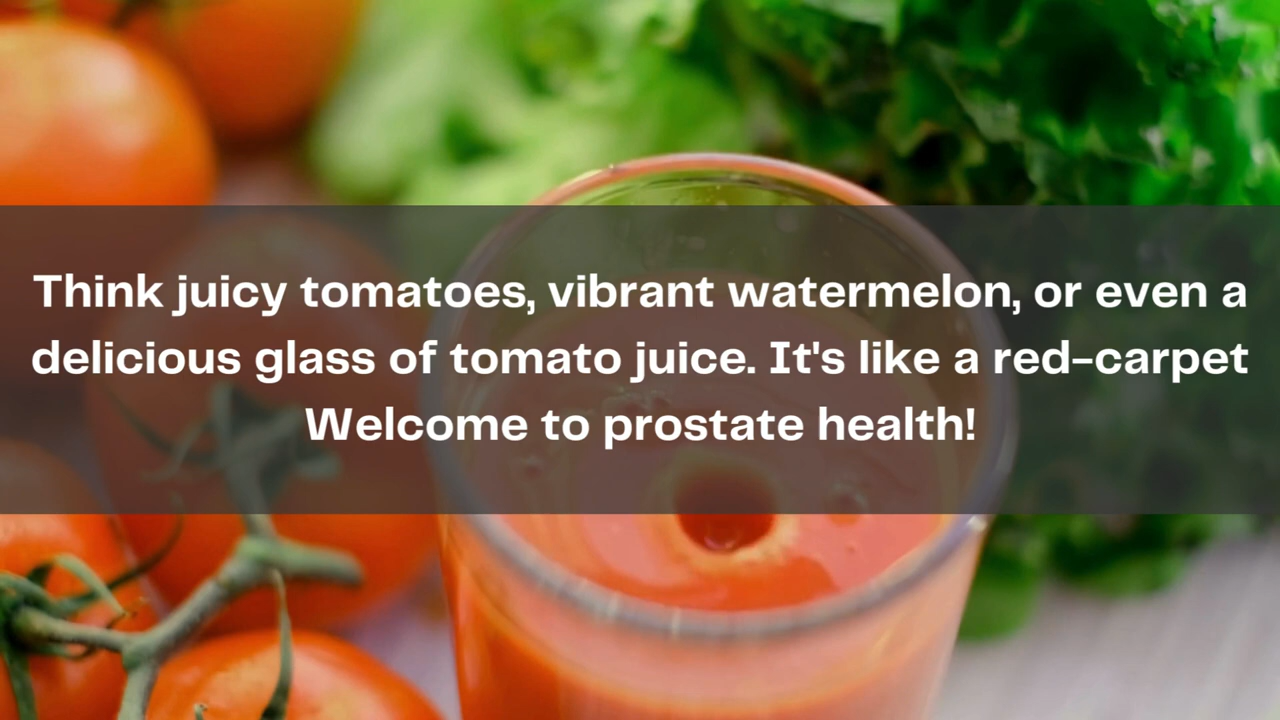 Think juicy tomatoes, vibrant watermelon, or even a
delicious glass of tomato juice. It's like a red-carpet
Welcome to prostate health!